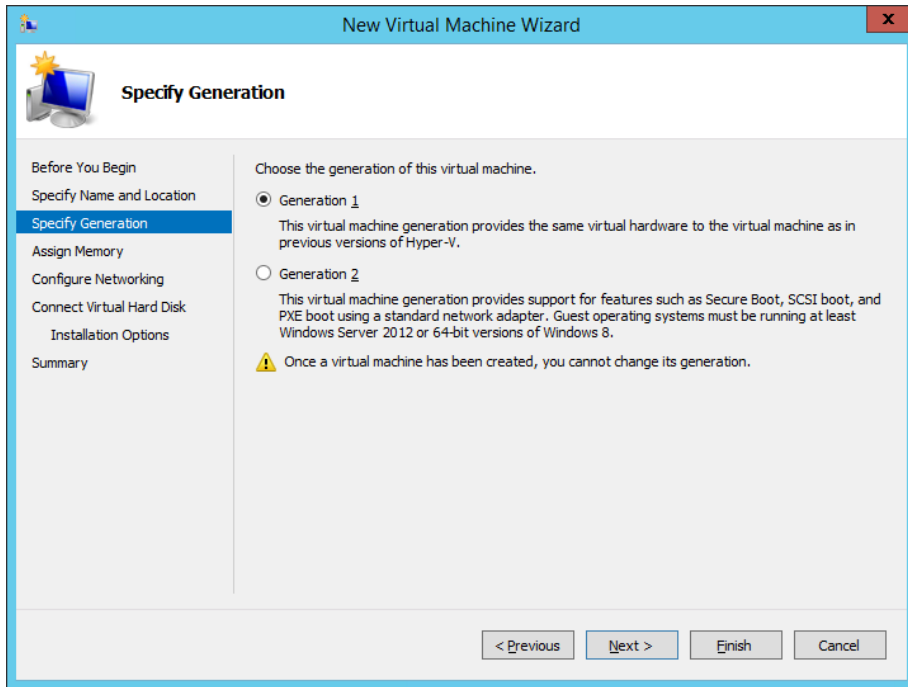 New Virtual Machine Wizard
x
Specify Generation
Before You Begin
Specify Name and Location
Specify Generation
Assign Memory
Configure Networking
Connect Virtual Hard Disk
Installation Options
Summary
Choose the generation of this virtual machine.
Generation 1
This virtual machine generation provides the same virtual hardware to the virtual machine as in
previous versions of Hyper-V.
Generation 2
This virtual machine generation provides support for features such as Secure Boot, SCSI boot, and
PXE boot using a standard network adapter. Guest operating systems must be running at least
Windows Server 2012 or 64-bit versions of Windows 8.
Once a virtual machine has been created, you cannot change its generation.
< Previous
Next >
Finish
Cancel